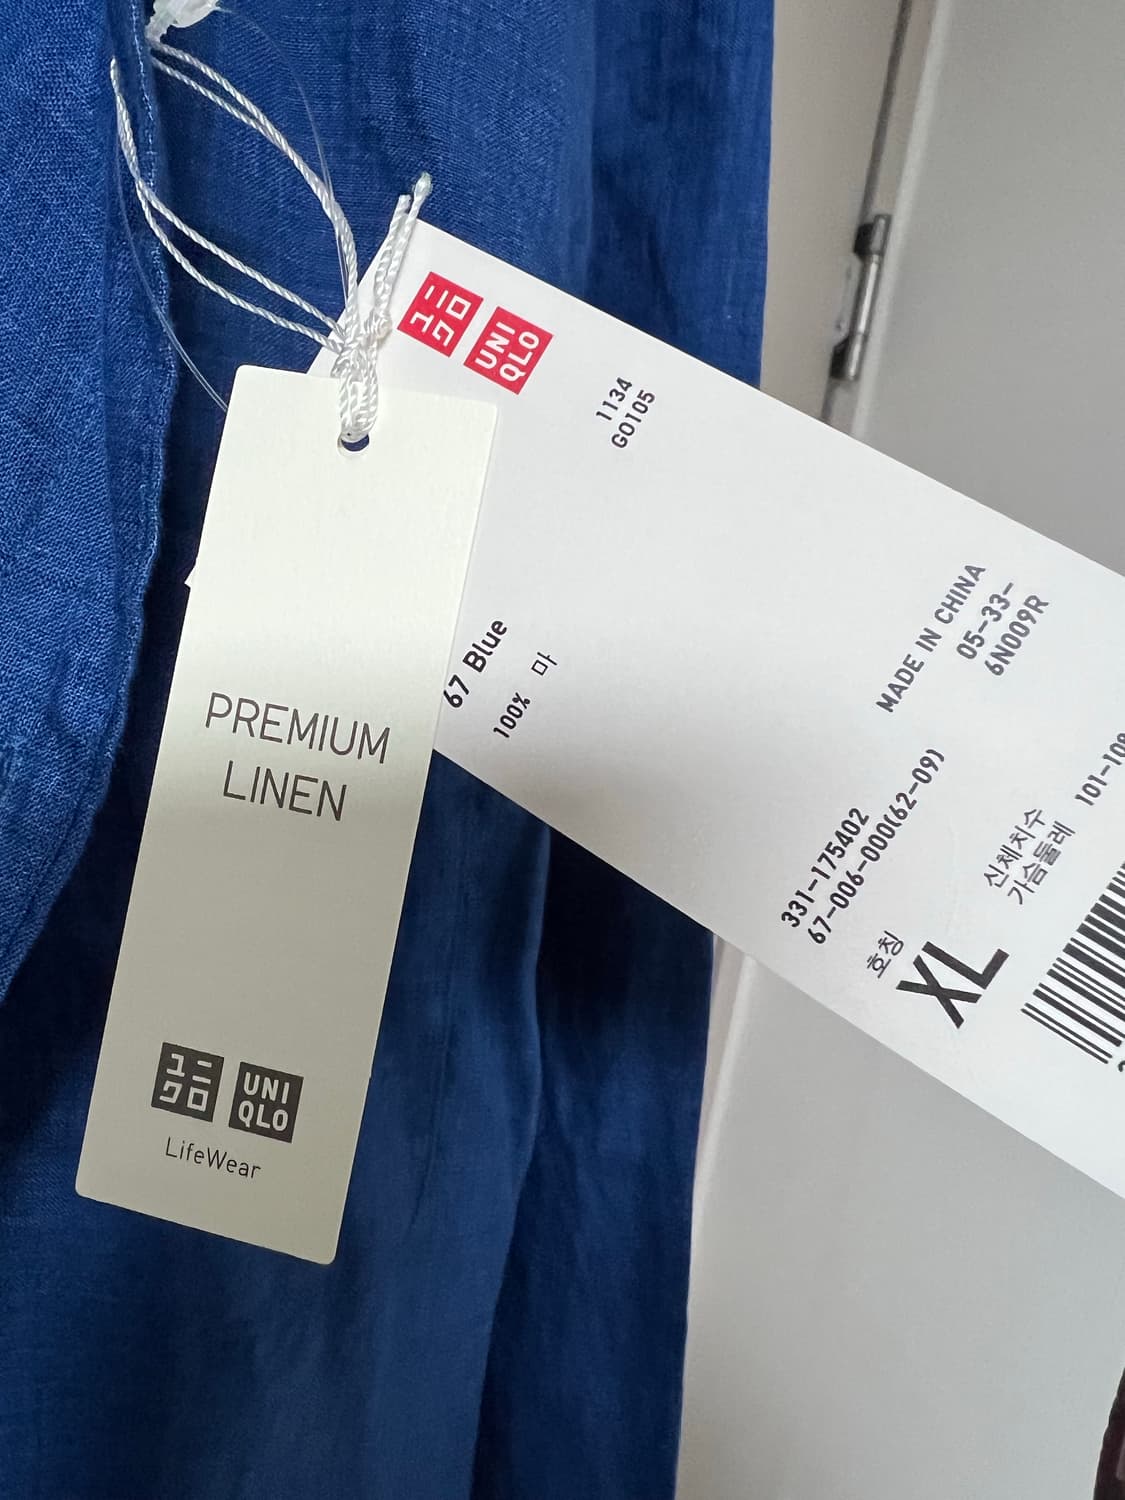 ユニ
クロ
UNI
QLO
1134
G0105
67 Blue
100% 마
MADE IN CHINA
05-33-
6N009R
331-175402
67-006-000(62-09)
호칭
XL
신체치수
가슴둘레 101-108
PREMIUM
LINEN
ユニ
クロ
UNI
QLO
LifeWear